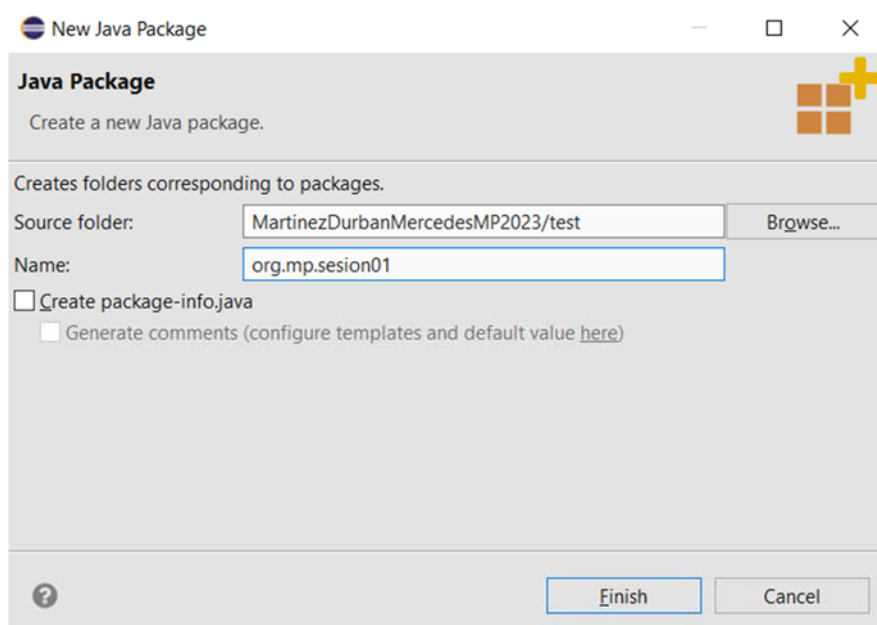 New Java Package
Java Package
Create a new Java package.
Creates folders corresponding to packages.
Source folder: MartinezDurbanMercedesMP2023/test Browse...
Name: org.mp.sesion01
Create package-info.java
Generate comments (configure templates and default value here)
? Finish Cancel